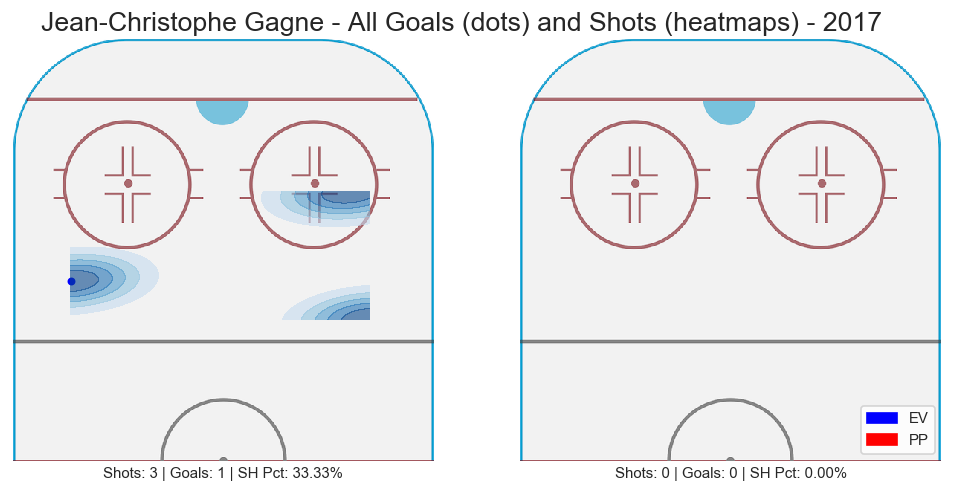 Jean-Christophe Gagne - All Goals (dots) and Shots (heatmaps) - 2017
EV
PP
Shots: 3 | Goals: 1 | SH Pct: 33.33%
Shots: 0 | Goals: 0 | SH Pct: 0.00%